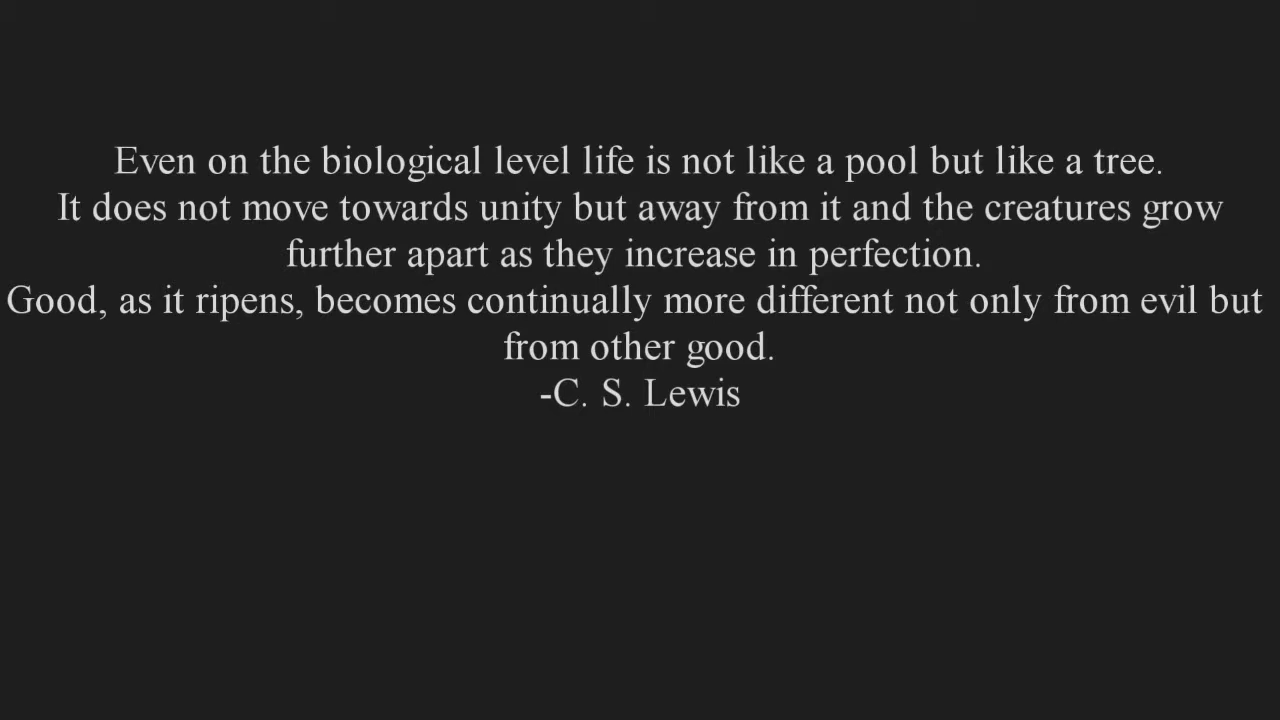 Even on the biological level life is not like a pool but like a tree.
It does not move towards unity but away from it and the creatures grow
further apart as they increase in perfection.
Good, as it ripens, becomes continually more different not only from evil but
from other good.
-C. S. Lewis